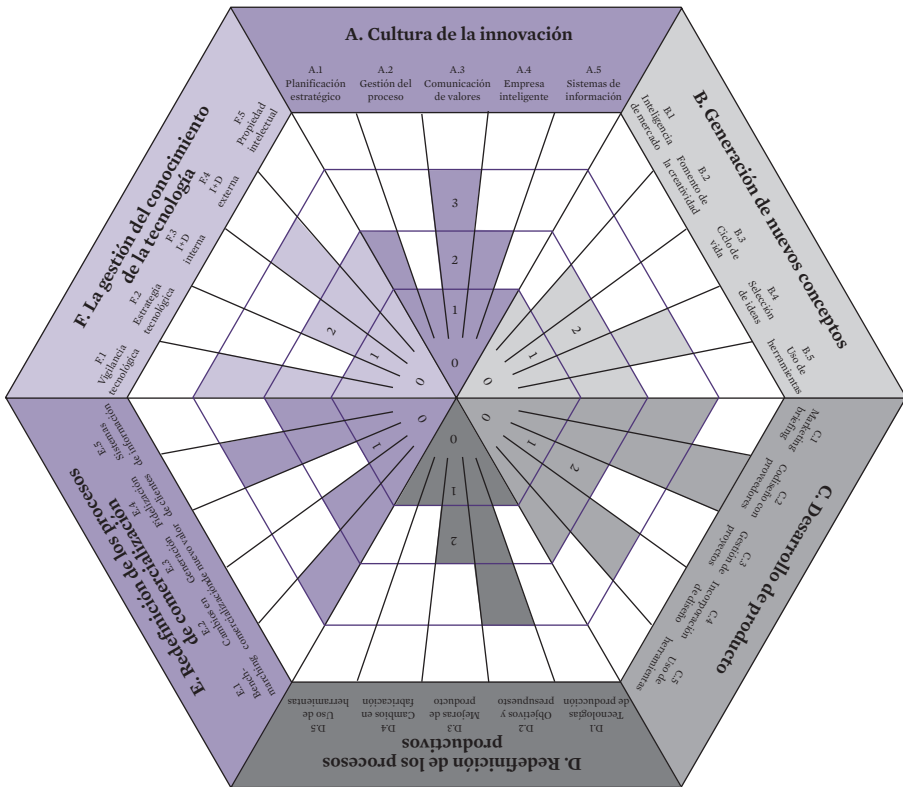 A. Cultura de la innovación
A.1
Planificación
estratégico
A.2
Gestión del
proceso
A.3
Comunicación
de valores
A.4
Empresa
inteligente
A.5
Sistemas de
información
B. Generación de nuevos conceptos
B.1
Inteligencia
de mercado
B.2
Fomento de
la creatividad
B.3
Ciclo de
vida
B.4
Selección
de ideas
B.5
Uso de
herramientas
C. Desarrollo de producto
C.1
Marketing
briefing
C.2
Codiseño con
proveedores
C.3
Gestión de
proyectos
C.4
Incorporación
de diseño
C.5
Uso de
herramientas
D. Redefinición de los procesos
productivos
D.1
Tecnologías
de producción
D.2
Objetivos y
presupuesto
D.3
Mejoras de
producto
D.4
Cambios en
fabricación
D.5
Uso de
herramientas
E. Redefinición de los procesos
de comercialización
E.1
Bench-
marching
E.2
Cambios en
comercialización
E.3
Generación
de nuevo valor
E.4
Fidelización
de clientes
E.5
Sistemas
de información
F. La gestión del conocimiento
de la tecnología
F.1
Vigilancia
tecnológica
F.2
Estrategia
tecnológica
F.3
I+D
interna
F.4
I+D
externa
F.5
Propiedad
intelectual
3
2
1
0
2
1
0
2
1
0
2
1
0
1
0
2
1
0